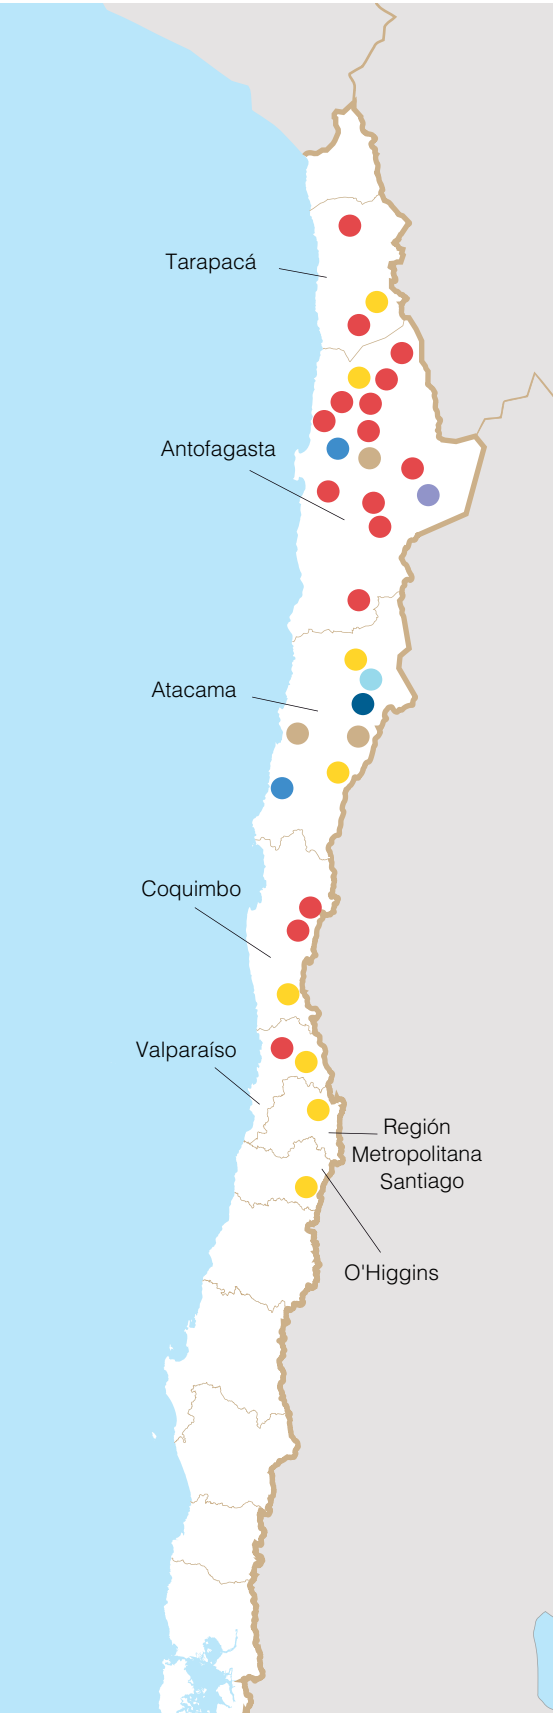 Tarapacá
Antofagasta
Atacama
Coquimbo
Valparaíso
Región
Metropolitana
Santiago
O'Higgins